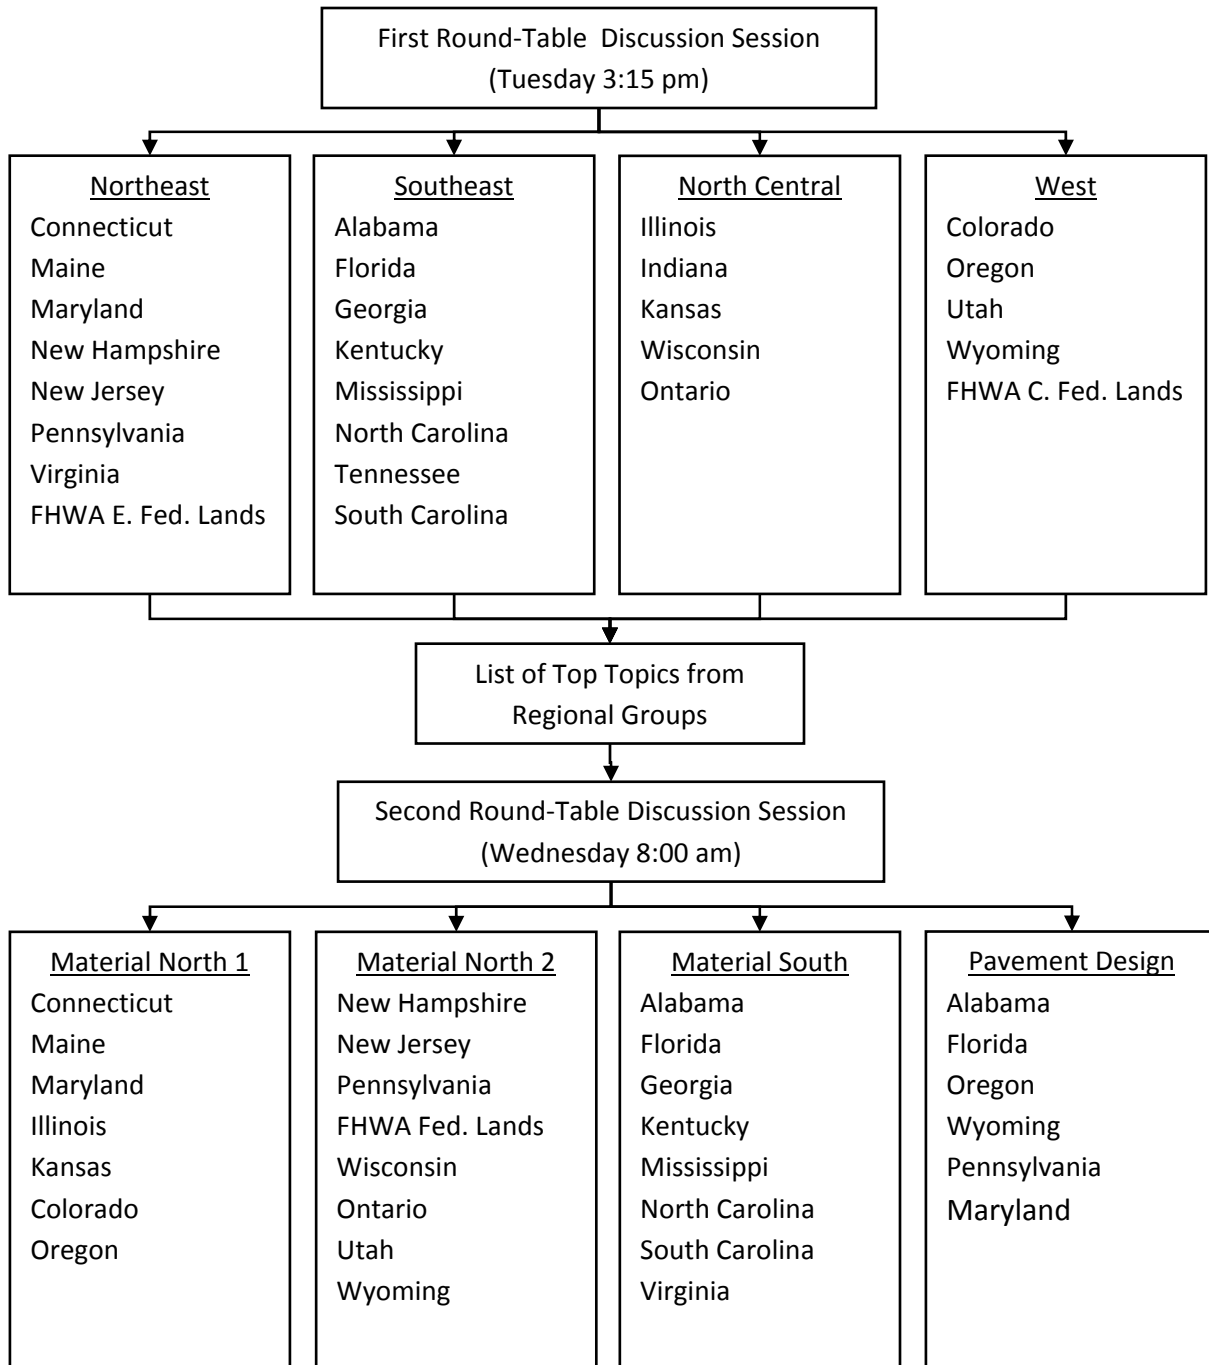 First Round-Table  Discussion Session
(Tuesday 3:15 pm)
Northeast
Connecticut
Maine
Maryland
New Hampshire
New Jersey
Pennsylvania
Virginia
FHWA E. Fed. Lands
Southeast
Alabama
Florida
Georgia
Kentucky
Mississippi
North Carolina
Tennessee
South Carolina
North Central
Illinois
Indiana
Kansas
Wisconsin
Ontario
West
Colorado
Oregon
Utah
Wyoming
FHWA C. Fed. Lands
List of Top Topics from
Regional Groups
Second Round-Table Discussion Session
(Wednesday 8:00 am)
Material North 1
Connecticut
Maine
Maryland
Illinois
Kansas
Colorado
Oregon
Material North 2
New Hampshire
New Jersey
Pennsylvania
FHWA Fed. Lands
Wisconsin
Ontario
Utah
Wyoming
Material South
Alabama
Florida
Georgia
Kentucky
Mississippi
North Carolina
South Carolina
Virginia
Pavement Design
Alabama
Florida
Oregon
Wyoming
Pennsylvania
Maryland